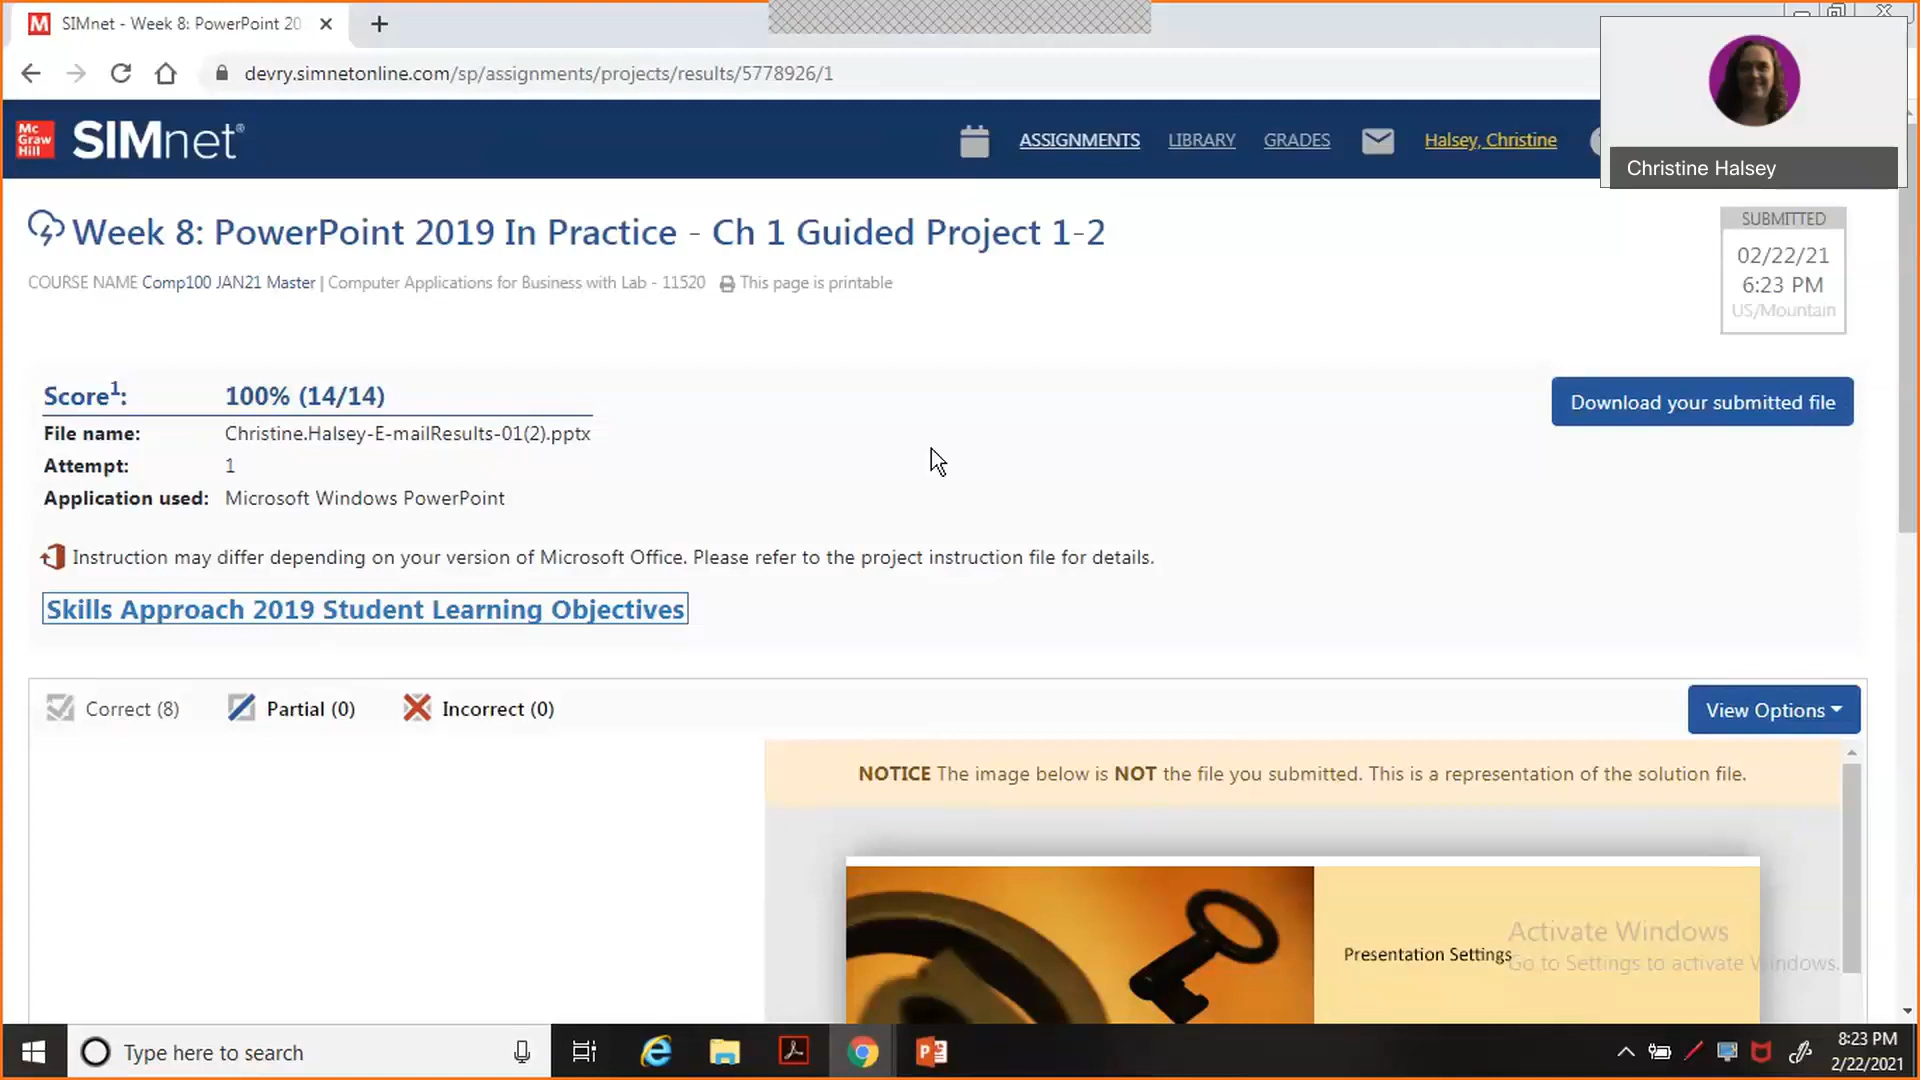 SIMnet - Week 8: PowerPoint 20
devry.simnetonline.com/sp/assignments/projects/results/5778926/1
Mc Graw Hill
SIMnet®
ASSIGNMENTS
LIBRARY
GRADES
Halsey, Christine
Christine Halsey
Week 8: PowerPoint 2019 In Practice - Ch 1 Guided Project 1-2
COURSE NAME Comp100 JAN21 Master | Computer Applications for Business with Lab - 11520 This page is printable
SUBMITTED
02/22/21
6:23 PM
US/Mountain
Score1: 100% (14/14)
File name: Christine.Halsey-E-mailResults-01(2).pptx
Attempt: 1
Application used: Microsoft Windows PowerPoint
Download your submitted file
Instruction may differ depending on your version of Microsoft Office. Please refer to the project instruction file for details.
Skills Approach 2019 Student Learning Objectives
Correct (8) Partial (0) Incorrect (0)
View Options
NOTICE The image below is NOT the file you submitted. This is a representation of the solution file.
Presentation Settings
Activate Windows
Go to Settings to activate Windows.
Type here to search
8:23 PM
2/22/2021